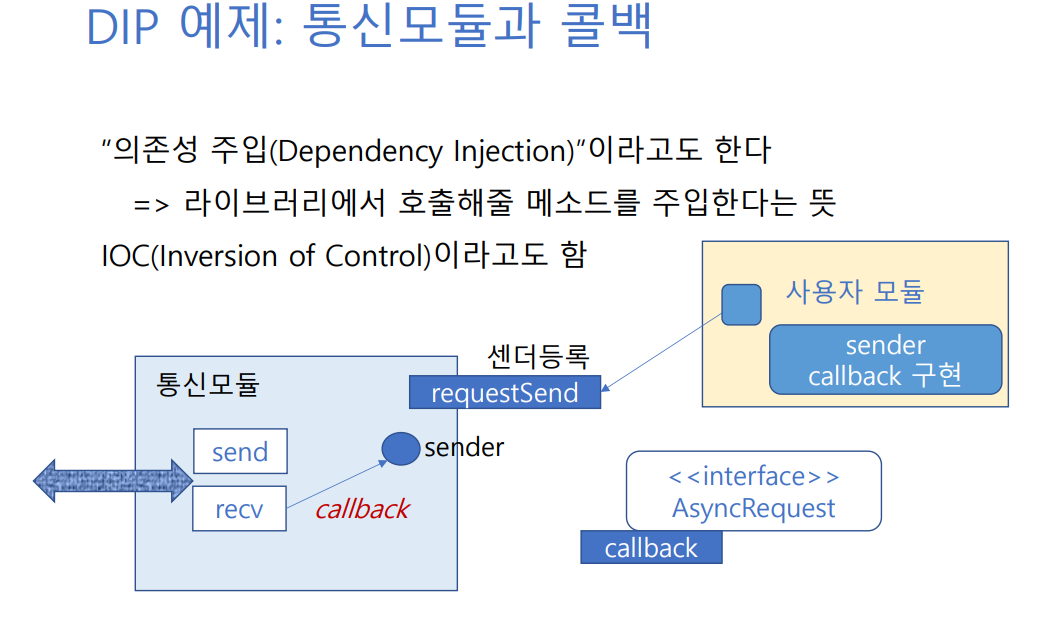 DIP 예제: 통신모듈과 콜백
“의존성 주입(Dependency Injection)“이라고도 한다
=> 라이브러리에서 호출해줄 메소드를 주입한다는 뜻
IOC(Inversion of Control)이라고도 함
사용자 모듈
sender
callback 구현
센더등록
requestSend
통신모듈
send
sender
recv
callback
<<interface>>
AsyncRequest
callback